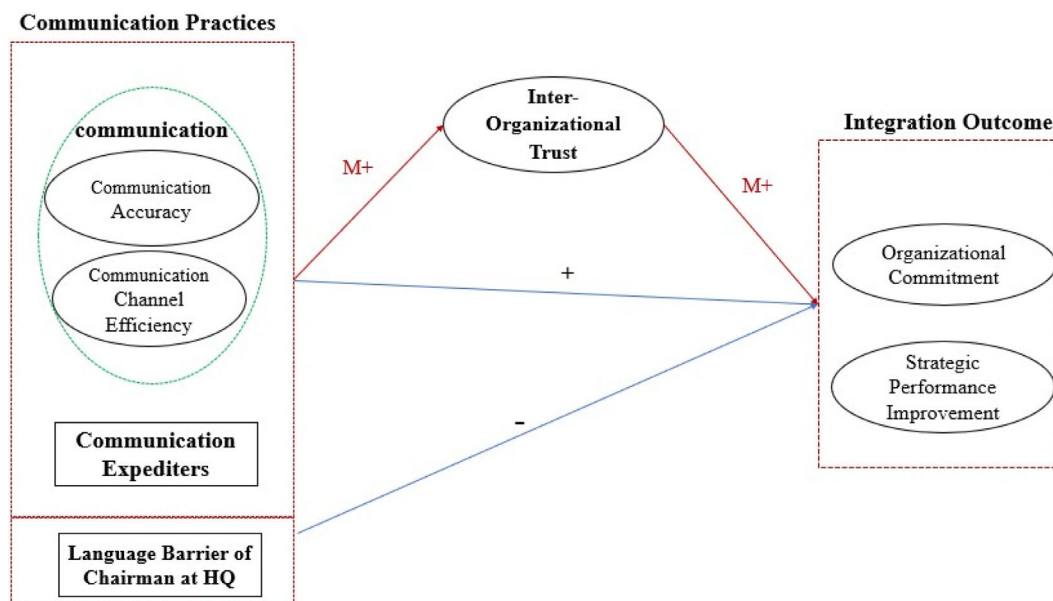 Communication Practices
communication
Communication
Accuracy
Communication
Channel
Efficiency
Communication
Expediters
Language Barrier of
Chairman at HQ
M+
Inter-
Organizational
Trust
M+
+
-
Integration Outcome
Organizational
Commitment
Strategic
Performance
Improvement